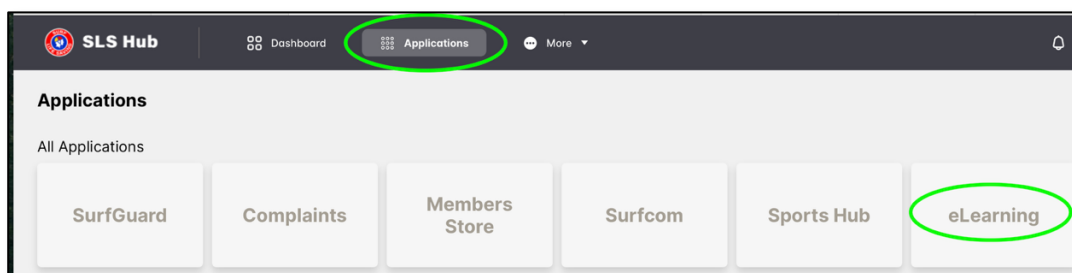 SLS Hub Dashboard Applications More
Applications
All Applications
SurfGuard Complaints Members Store Surfcom Sports Hub eLearning